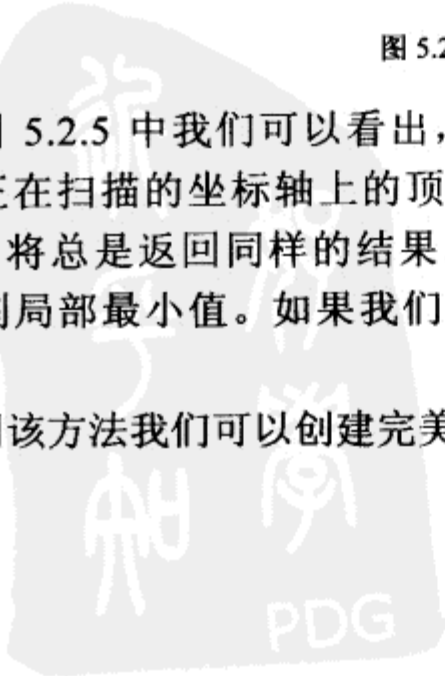 图 5.2
5.2.5 中我们可以看出，
在扫描的坐标轴上的顶
将总是返回同样的结果
局部最小值。如果我们
该方法我们可以创建完美
PDG